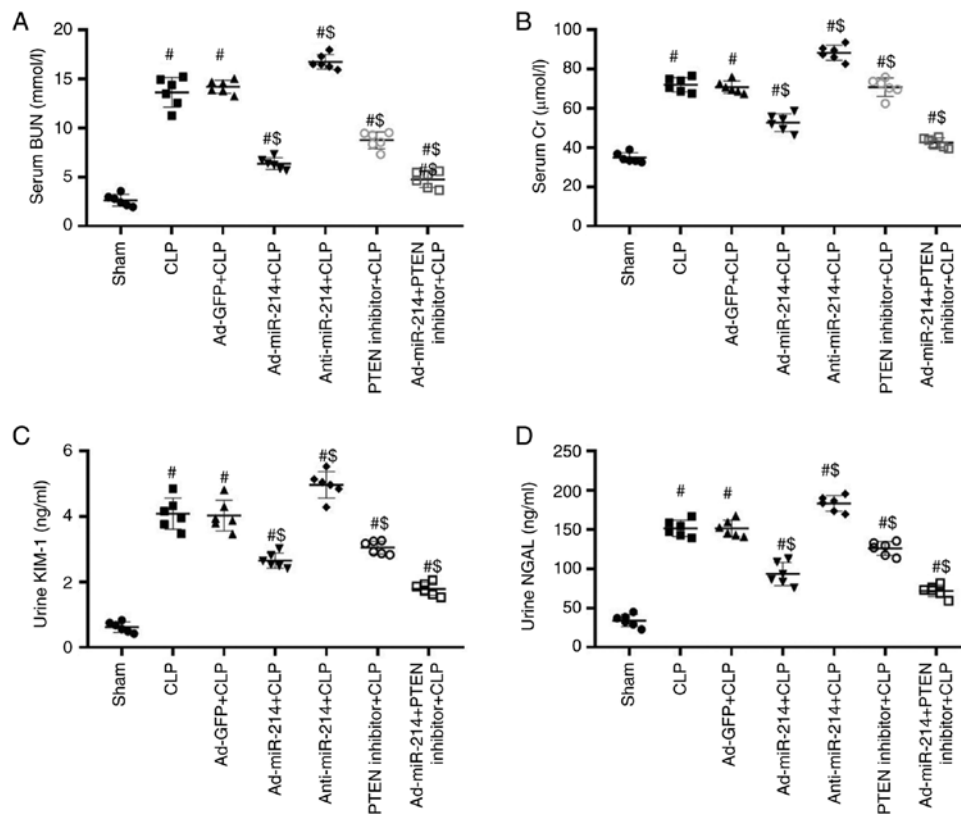 A
Serum BUN (mmol/l)
20
15
10
5
0
#
#
#$
#$
#$
#$
#$
Sham
CLP
Ad-GFP+CLP
Ad-miR-214+CLP
Anti-miR-214+CLP
PTEN inhibitor+CLP
Ad-miR-214+PTEN
inhibitor+CLP
B
Serum Cr (μmol/l)
100
80
60
40
20
0
#
#
#$
#$
#$
#$
Sham
CLP
Ad-GFP+CLP
Ad-miR-214+CLP
Anti-miR-214+CLP
PTEN inhibitor+CLP
Ad-miR-214+PTEN
inhibitor+CLP
C
Urine KIM-1 (ng/ml)
6
4
2
0
#
#
#$
#$
#$
#$
Sham
CLP
Ad-GFP+CLP
Ad-miR-214+CLP
Anti-miR-214+CLP
PTEN inhibitor+CLP
Ad-miR-214+PTEN
inhibitor+CLP
D
Urine NGAL (ng/ml)
250
200
150
100
50
0
#
#
#$
#$
#$
#$
Sham
CLP
Ad-GFP+CLP
Ad-miR-214+CLP
Anti-miR-214+CLP
PTEN inhibitor+CLP
Ad-miR-214+PTEN
inhibitor+CLP